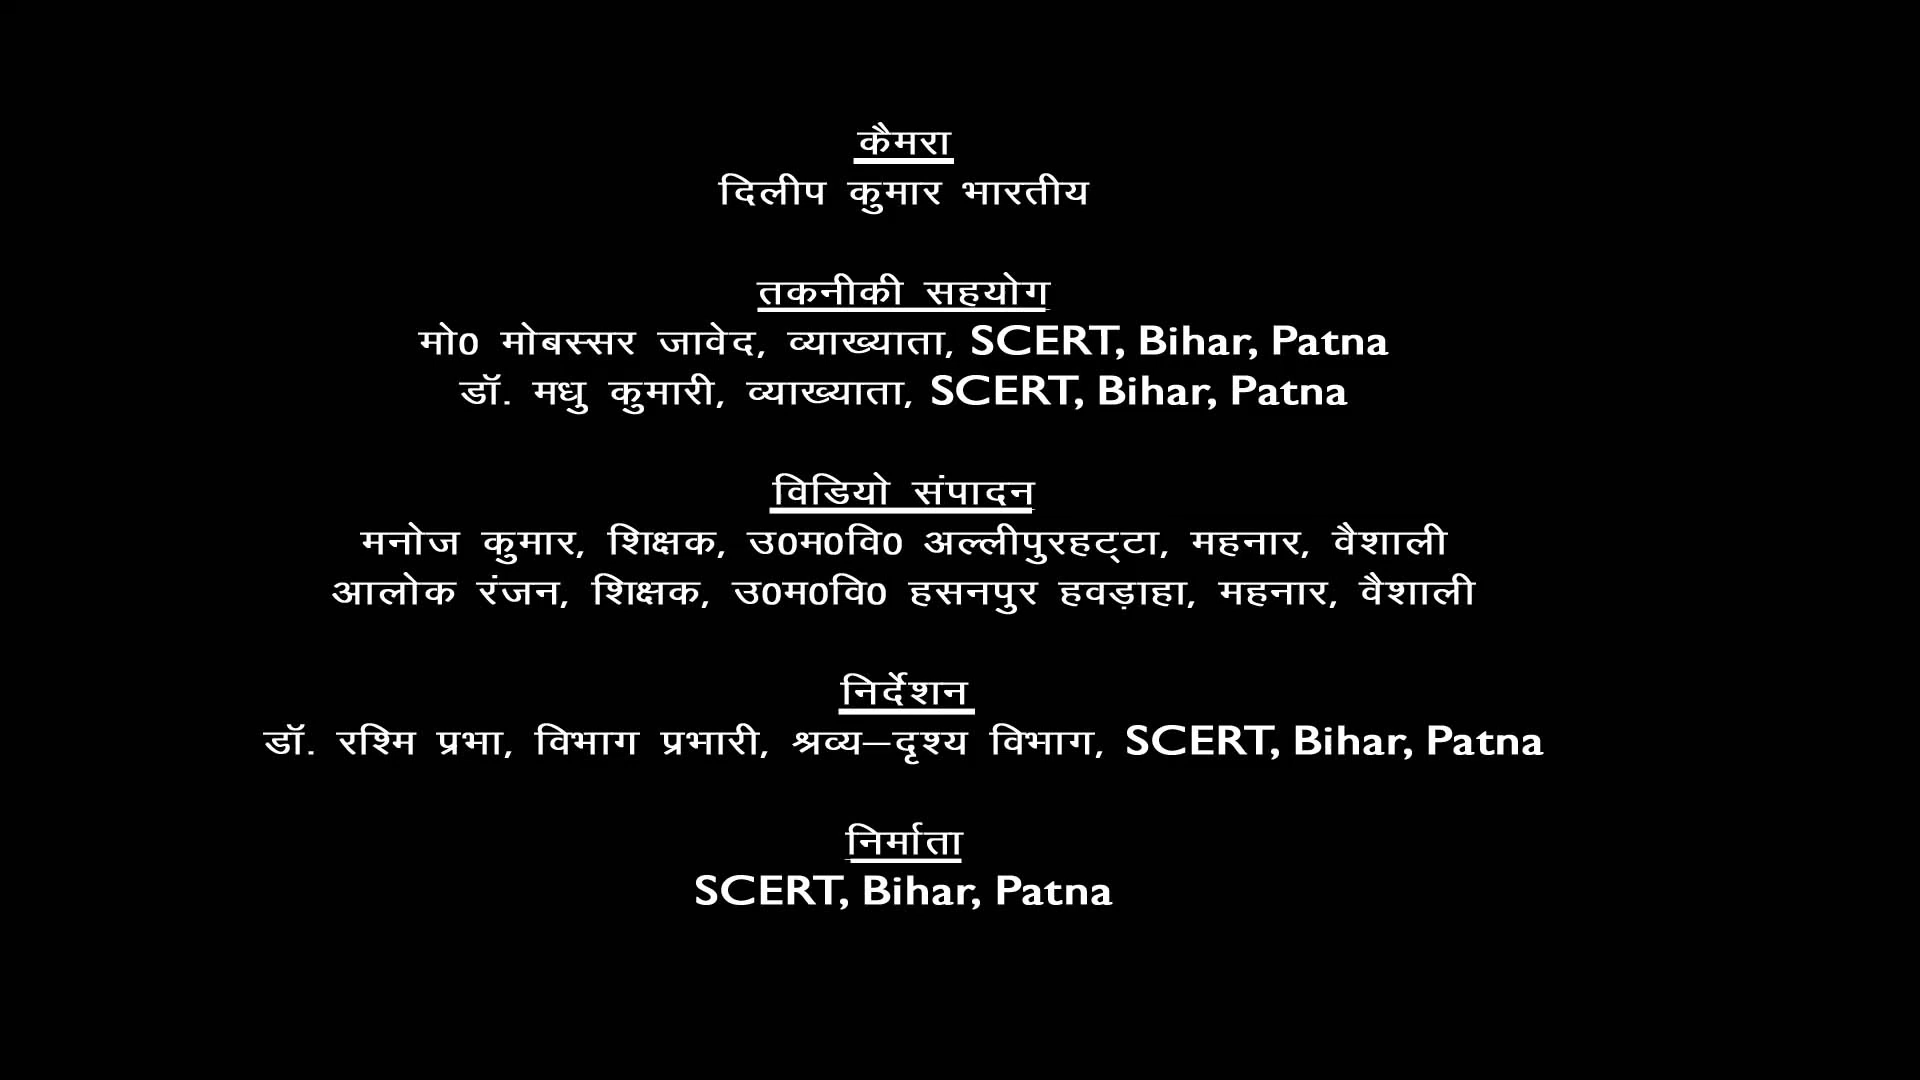 कैमरा
दिलीप कुमार भारतीय
तकनीकी सहयोग
मो0 मोबस्सर जावेद, व्याख्याता, SCERT, Bihar, Patna
डॉ. मधु कुमारी, व्याख्याता, SCERT, Bihar, Patna
विडियो संपादन
मनोज कुमार, शिक्षक, उ0म0वि0 अल्लीपुरहट्टा, महनार, वैशाली
आलोक रंजन, शिक्षक, उ0म0वि0 हसनपुर हवड़ाहा, महनार, वैशाली
निर्देशन
डॉ. रश्मि प्रभा, विभाग प्रभारी, श्रव्य–दृश्य विभाग, SCERT, Bihar, Patna
निर्माता
SCERT, Bihar, Patna